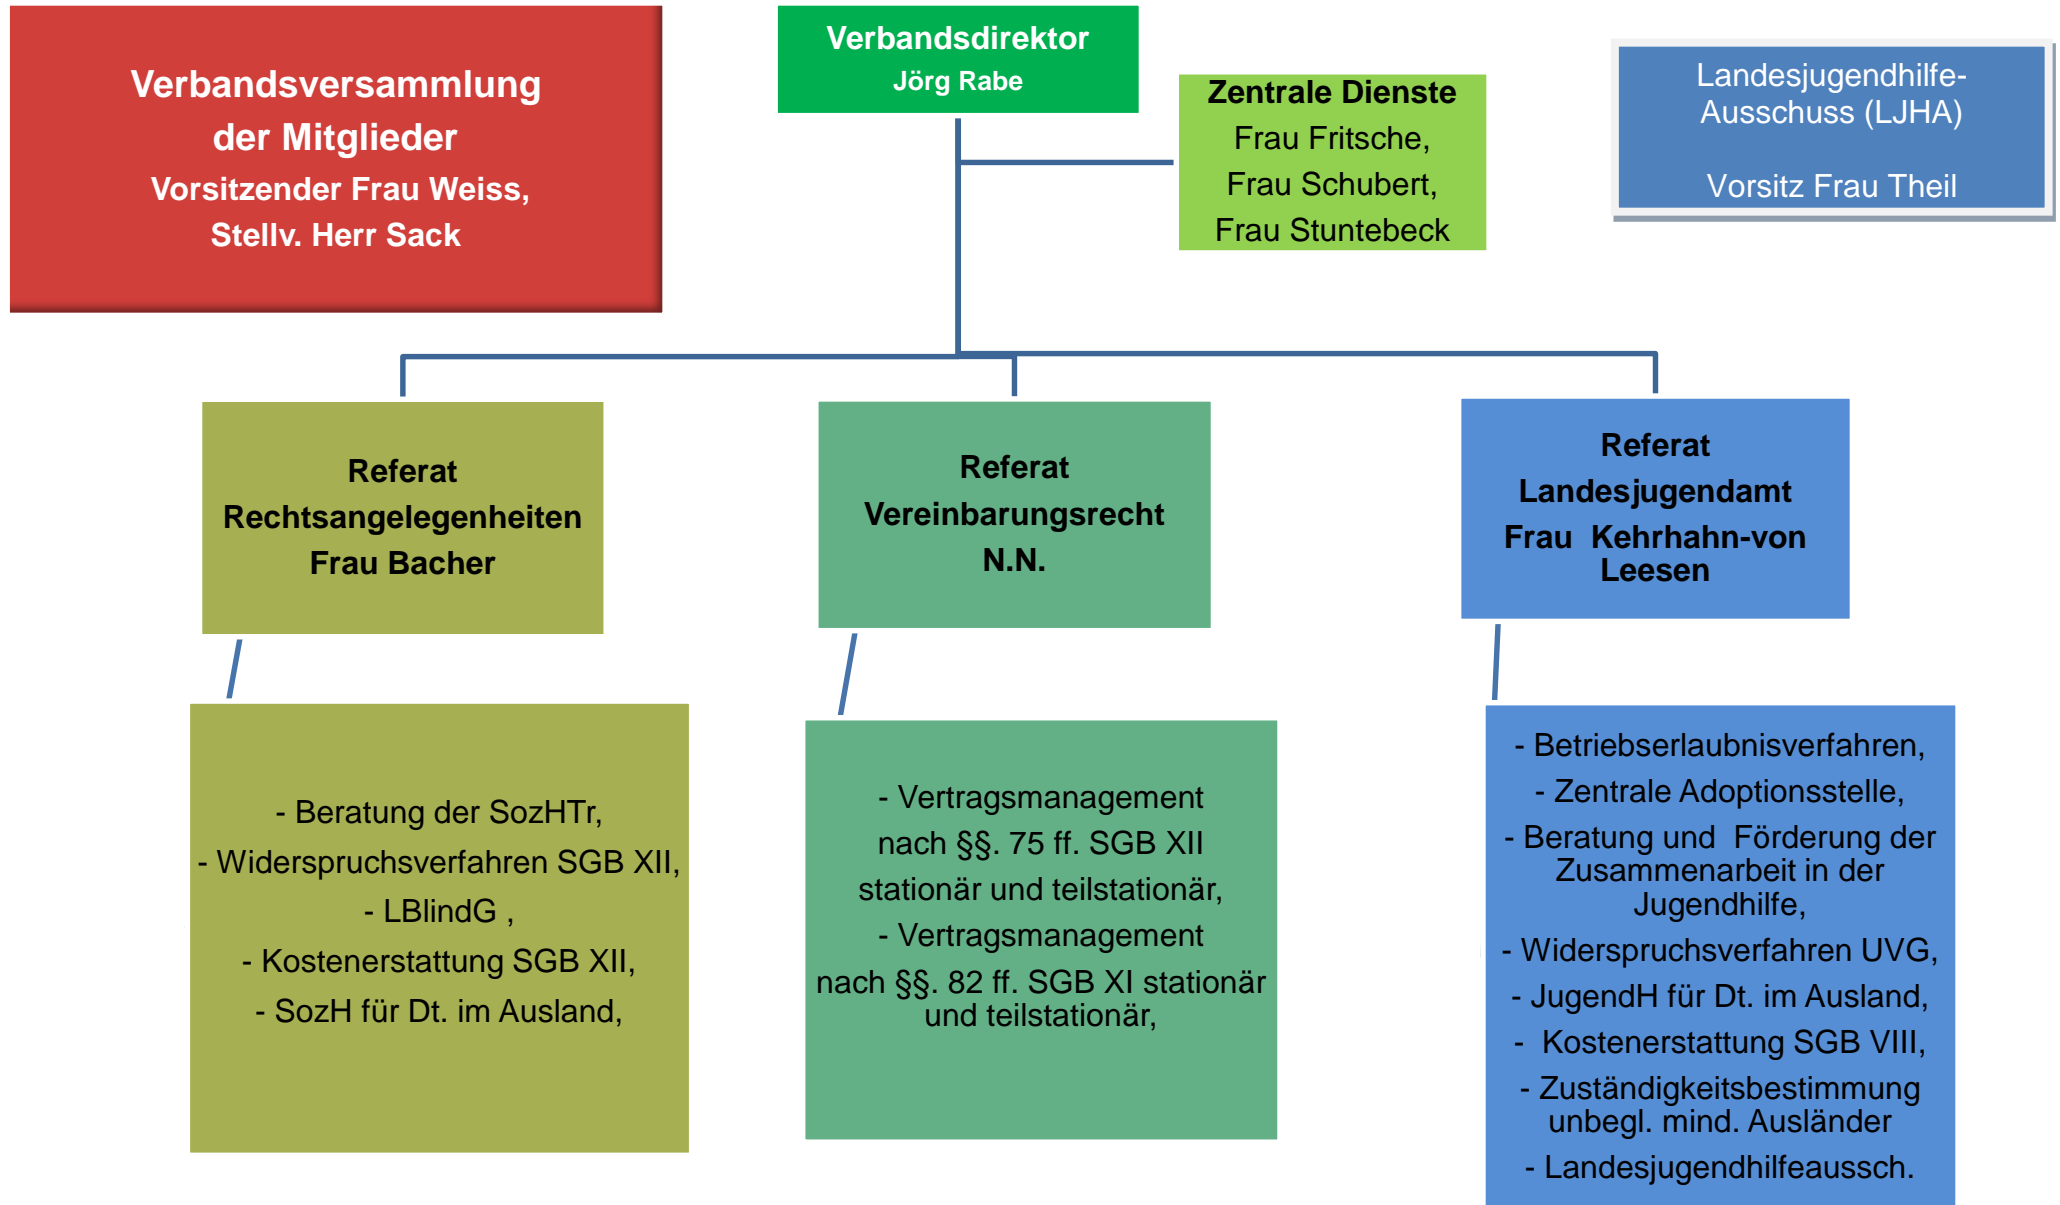 Verbandsversammlung
der Mitglieder
Vorsitzender Frau Weiss,
Stellv. Herr Sack
Verbandsdirektor
Jörg Rabe
Zentrale Dienste
Frau Fritsche,
Frau Schubert,
Frau Stuntebeck
Landesjugendhilfe-
Ausschuss (LJHA)
Vorsitz Frau Theil
Referat
Rechtsangelegenheiten
Frau Bacher
Referat
Vereinbarungsrecht
N.N.
Referat
Landesjugendamt
Frau  Kehrhahn-von
Leesen
- Beratung der SozHTr,
- Widerspruchsverfahren SGB XII,
- LBlindG ,
- Kostenerstattung SGB XII,
- SozH für Dt. im Ausland,
- Vertragsmanagement
nach §§. 75 ff. SGB XII
stationär und teilstationär,
- Vertragsmanagement
nach §§. 82 ff. SGB XI stationär
und teilstationär,
- Betriebserlaubnisverfahren,
- Zentrale Adoptionsstelle,
- Beratung und  Förderung der
Zusammenarbeit in der
Jugendhilfe,
- Widerspruchsverfahren UVG,
- JugendH für Dt. im Ausland,
-  Kostenerstattung SGB VIII,
- Zuständigkeitsbestimmung
unbegl. mind. Ausländer
- Landesjugendhilfeaussch.